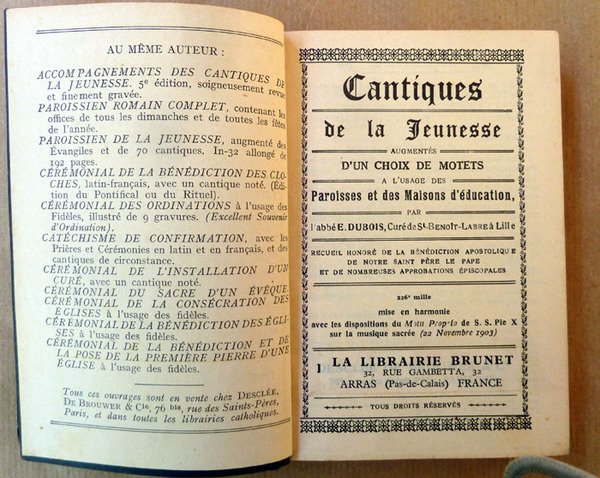 AU MÊME AUTEUR :
ACCOMPAGNEMENTS DES CANTIQUES DE
LA JEUNESSE. 5e édition, soigneusement revue
et finement gravée.
PAROISSIEN ROMAIN COMPLET, contenant les
offices de tous les dimanches et de toutes les fêtes
de l'année.
PAROISSIEN DE LA JEUNESSE, augmenté des
Évangiles et de 70 cantiques. In-32 allongé de
192 pages.
CÉRÉMONIAL DE LA BÉNÉDICTION DES CLO-
CHES, latin-français, avec un cantique noté. (Édi-
tion du Pontifical ou du Rituel).
CÉRÉMONIAL DES ORDINATIONS à l'usage des
Fidèles, illustré de 9 gravures. (Excellent Souvenir
d'Ordination).
CATÉCHISME DE CONFIRMATION, avec les
Prières et Cérémonies en latin et en français, et des
cantiques de circonstance.
CÉRÉMONIAL DE L'INSTALLATION D'UN
CURÉ, avec un cantique noté.
CÉRÉMONIAL DU SACRE D'UN ÉVÊQUE.
CÉRÉMONIAL DE LA CONSÉCRATION DES
ÉGLISES à l'usage des fidèles.
CÉRÉMONIAL DE LA BÉNÉDICTION DES ÉGLI-
SES à l'usage des fidèles.
CÉRÉMONIAL DE LA BÉNÉDICTION ET DE
LA POSE DE LA PREMIÈRE PIERRE D'UNE
ÉGLISE à l'usage des fidèles.
Tous ces ouvrages sont en vente chez DESCLÉE,
DE BROUWER & Cie, 76 bis, rue des Saints-Pères,
Paris, et dans toutes les librairies catholiques.
Cantiques
de la Jeunesse
AUGMENTÉS
D'UN CHOIX DE MOTETS
A L'USAGE DES
Paroisses et des Maisons d'éducation,
PAR
l'abbé E. DUBOIS, Curé de St-BENOÎT-LABRE à Lille
RECUEIL HONORÉ DE LA BÉNÉDICTION APOSTOLIQUE
DE NOTRE SAINT PÈRE LE PAPE
ET DE NOMBREUSES APPROBATIONS ÉPISCOPALES
226e mille
mise en harmonie
avec les dispositions du Motu Proprio de S. S. Pie X
sur la musique sacrée (22 Novembre 1903)
LA LIBRAIRIE BRUNET
32, RUE GAMBETTA, 32
ARRAS (Pas-de-Calais) FRANCE
TOUS DROITS RÉSERVÉS